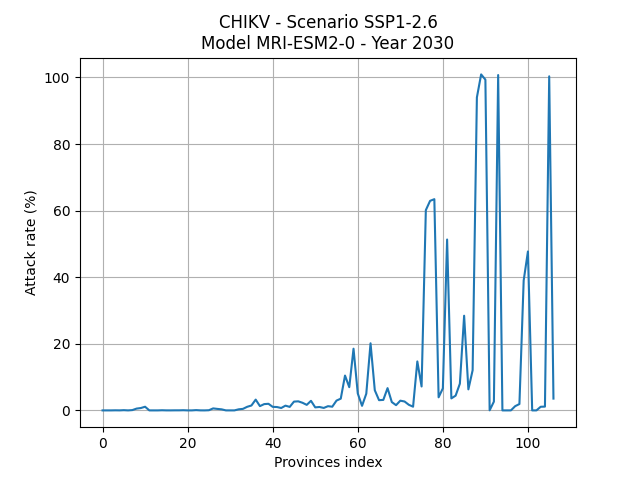 CHIKV - Scenario SSP1-2.6
Model MRI-ESM2-0 - Year 2030
100
80
60
40
20
0
Attack rate (%)
0 20 40 60 80 100
Provinces index